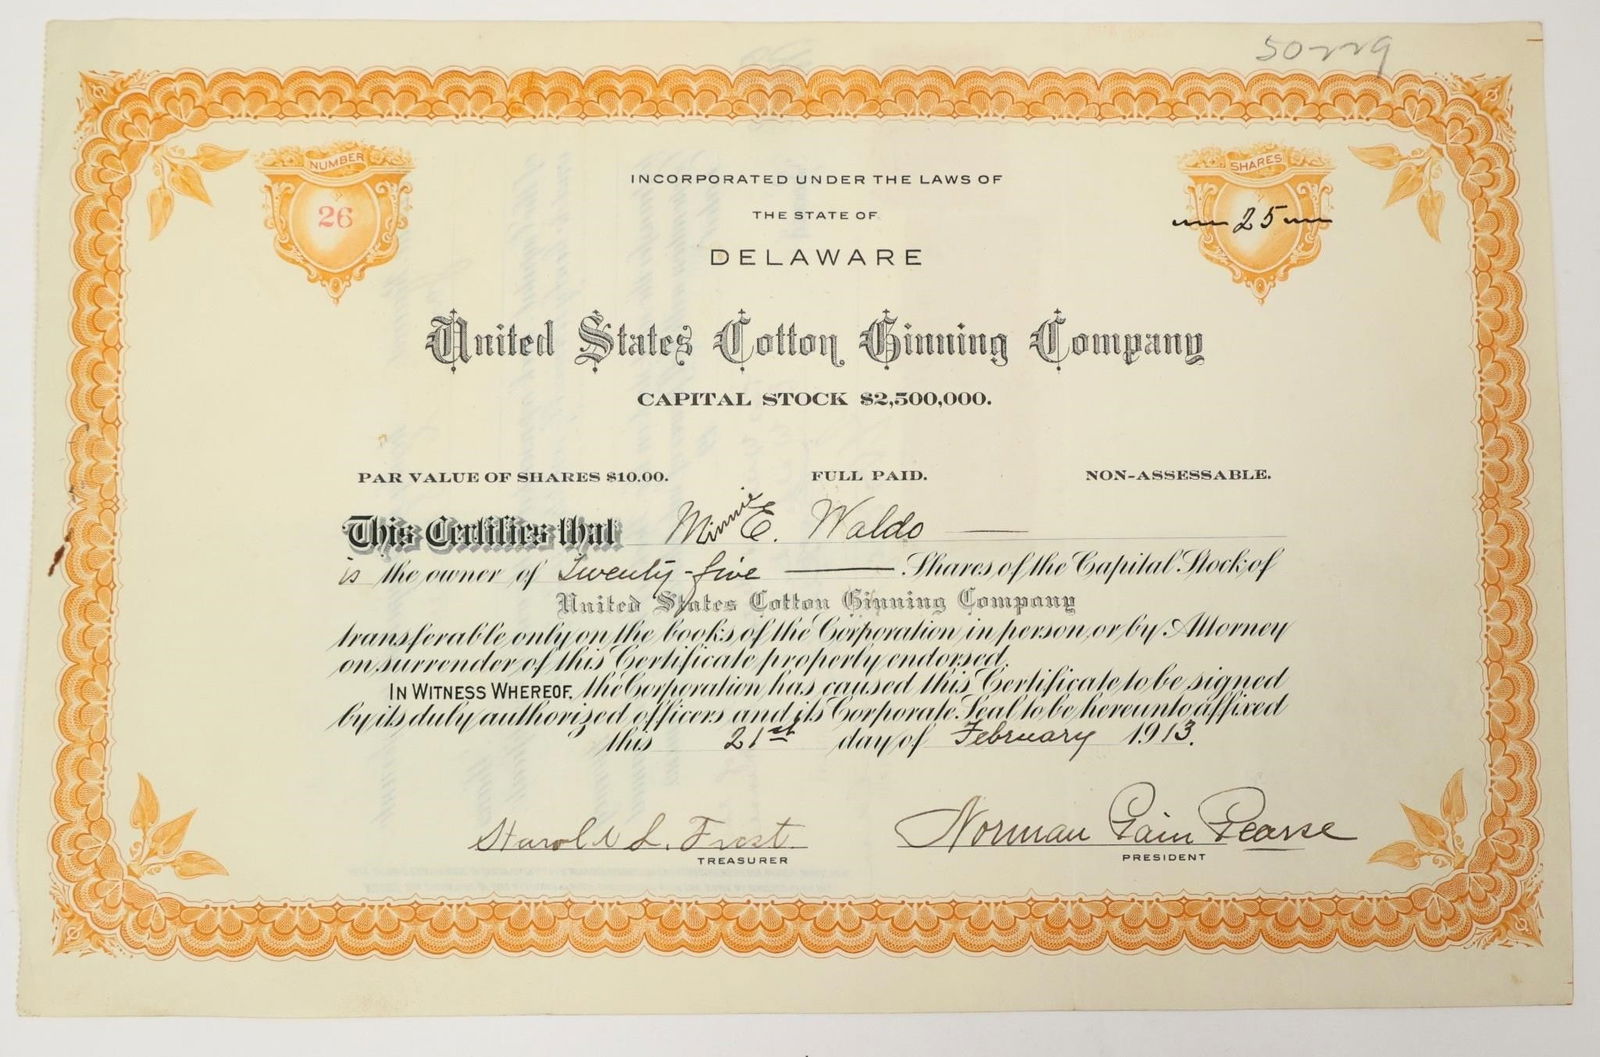 50229
NUMBER
26
SHARES
25
INCORPORATED UNDER THE LAWS OF
THE STATE OF
DELAWARE
United States Cotton Ginning Company
CAPITAL STOCK $2,500,000.
PAR VALUE OF SHARES $10.00. FULL PAID. NON-ASSESSABLE.
This Certifies that Minnie E. Waldo
is the owner of Twenty-five Shares of the Capital Stock of
United States Cotton Ginning Company
transferable only on the books of the Corporation in person or by Attorney
on surrender of this Certificate properly endorsed.
IN WITNESS WHEREOF, the Corporation has caused this Certificate to be signed
by its duly authorized officers and its Corporate Seal to be hereunto affixed
this 21st day of February 1913.
Harold L. Frost Norman Pain Pearse
TREASURER PRESIDENT